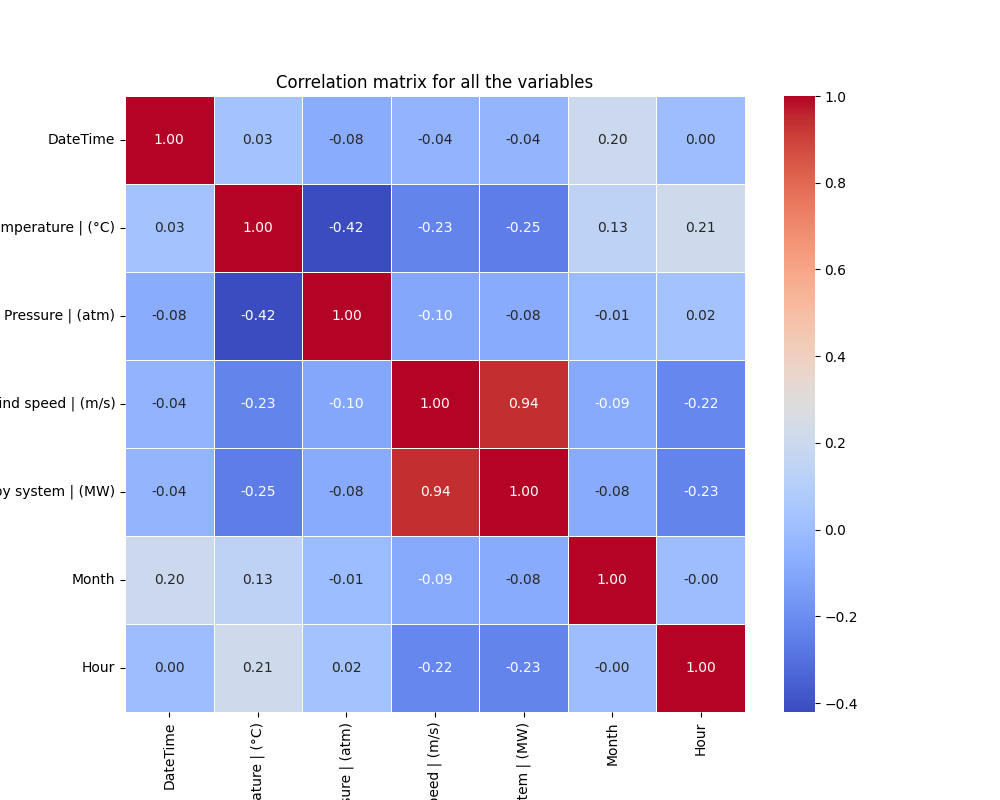 Correlation matrix for all the variables
DateTime 1.00 0.03 -0.08 -0.04 -0.04 0.20 0.00
mperature | (°C) 0.03 1.00 -0.42 -0.23 -0.25 0.13 0.21
Pressure | (atm) -0.08 -0.42 1.00 -0.10 -0.08 -0.01 0.02
ind speed | (m/s) -0.04 -0.23 -0.10 1.00 0.94 -0.09 -0.22
by system | (MW) -0.04 -0.25 -0.08 0.94 1.00 -0.08 -0.23
Month 0.20 0.13 -0.01 -0.09 -0.08 1.00 -0.00
Hour 0.00 0.21 0.02 -0.22 -0.23 -0.00 1.00
DateTime
ature | (°C)
sure | (atm)
peed | (m/s)
tem | (MW)
Month
Hour
1.0
0.8
0.6
0.4
0.2
0.0
−0.2
−0.4